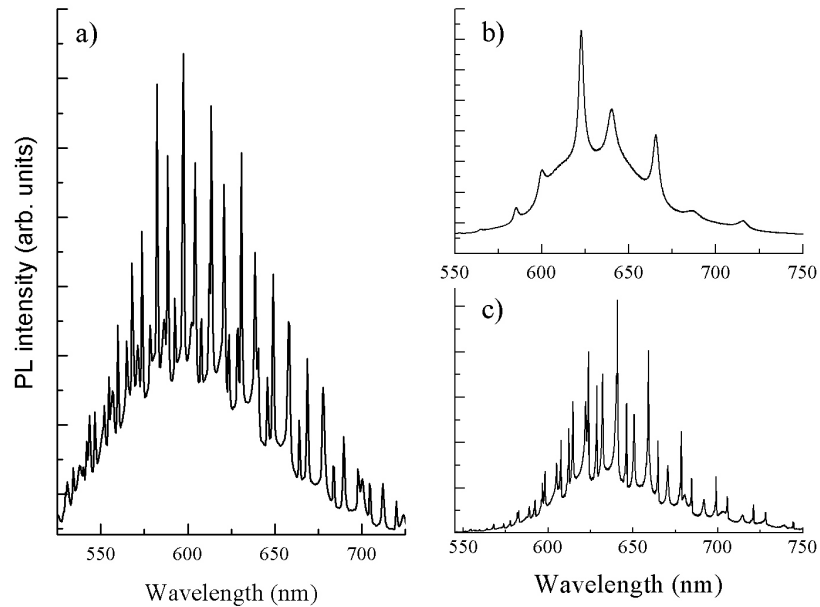 a)
PL intensity (arb. units)
550 600 650 700
Wavelength (nm)
b)
550 600 650 700 750
c)
550 600 650 700 750
Wavelength (nm)